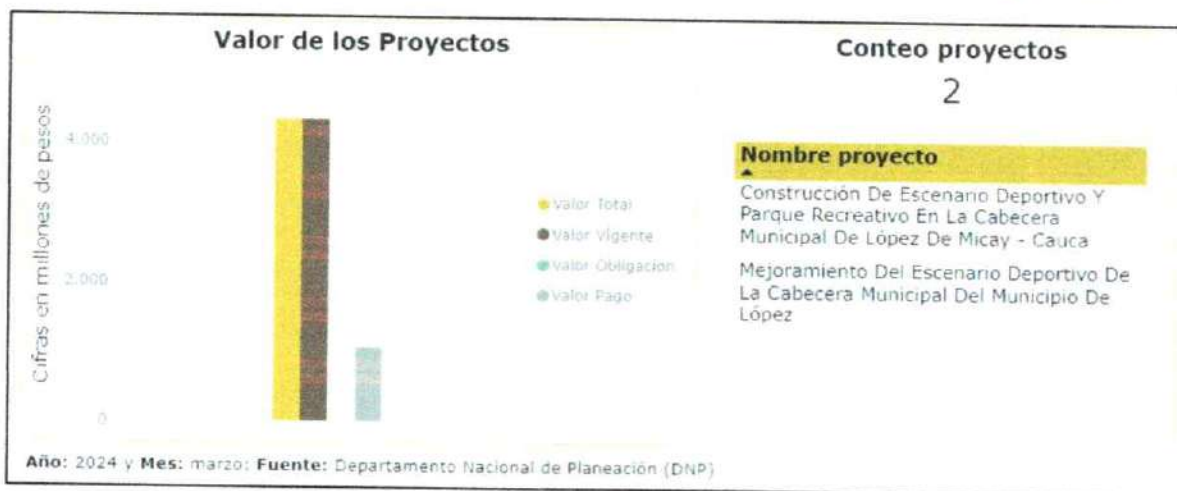 Valor de los Proyectos
Cifras en millones de pesos
4.000
2.000
0
Valor Total
Valor Vigente
Valor Obligación
Valor Pago
Conteo proyectos
2
Nombre proyecto
Construcción De Escenario Deportivo Y
Parque Recreativo En La Cabecera
Municipal De López De Micay - Cauca
Mejoramiento Del Escenario Deportivo De
La Cabecera Municipal Del Municipio De
López
Año: 2024 y Mes: marzo; Fuente: Departamento Nacional de Planeación (DNP)